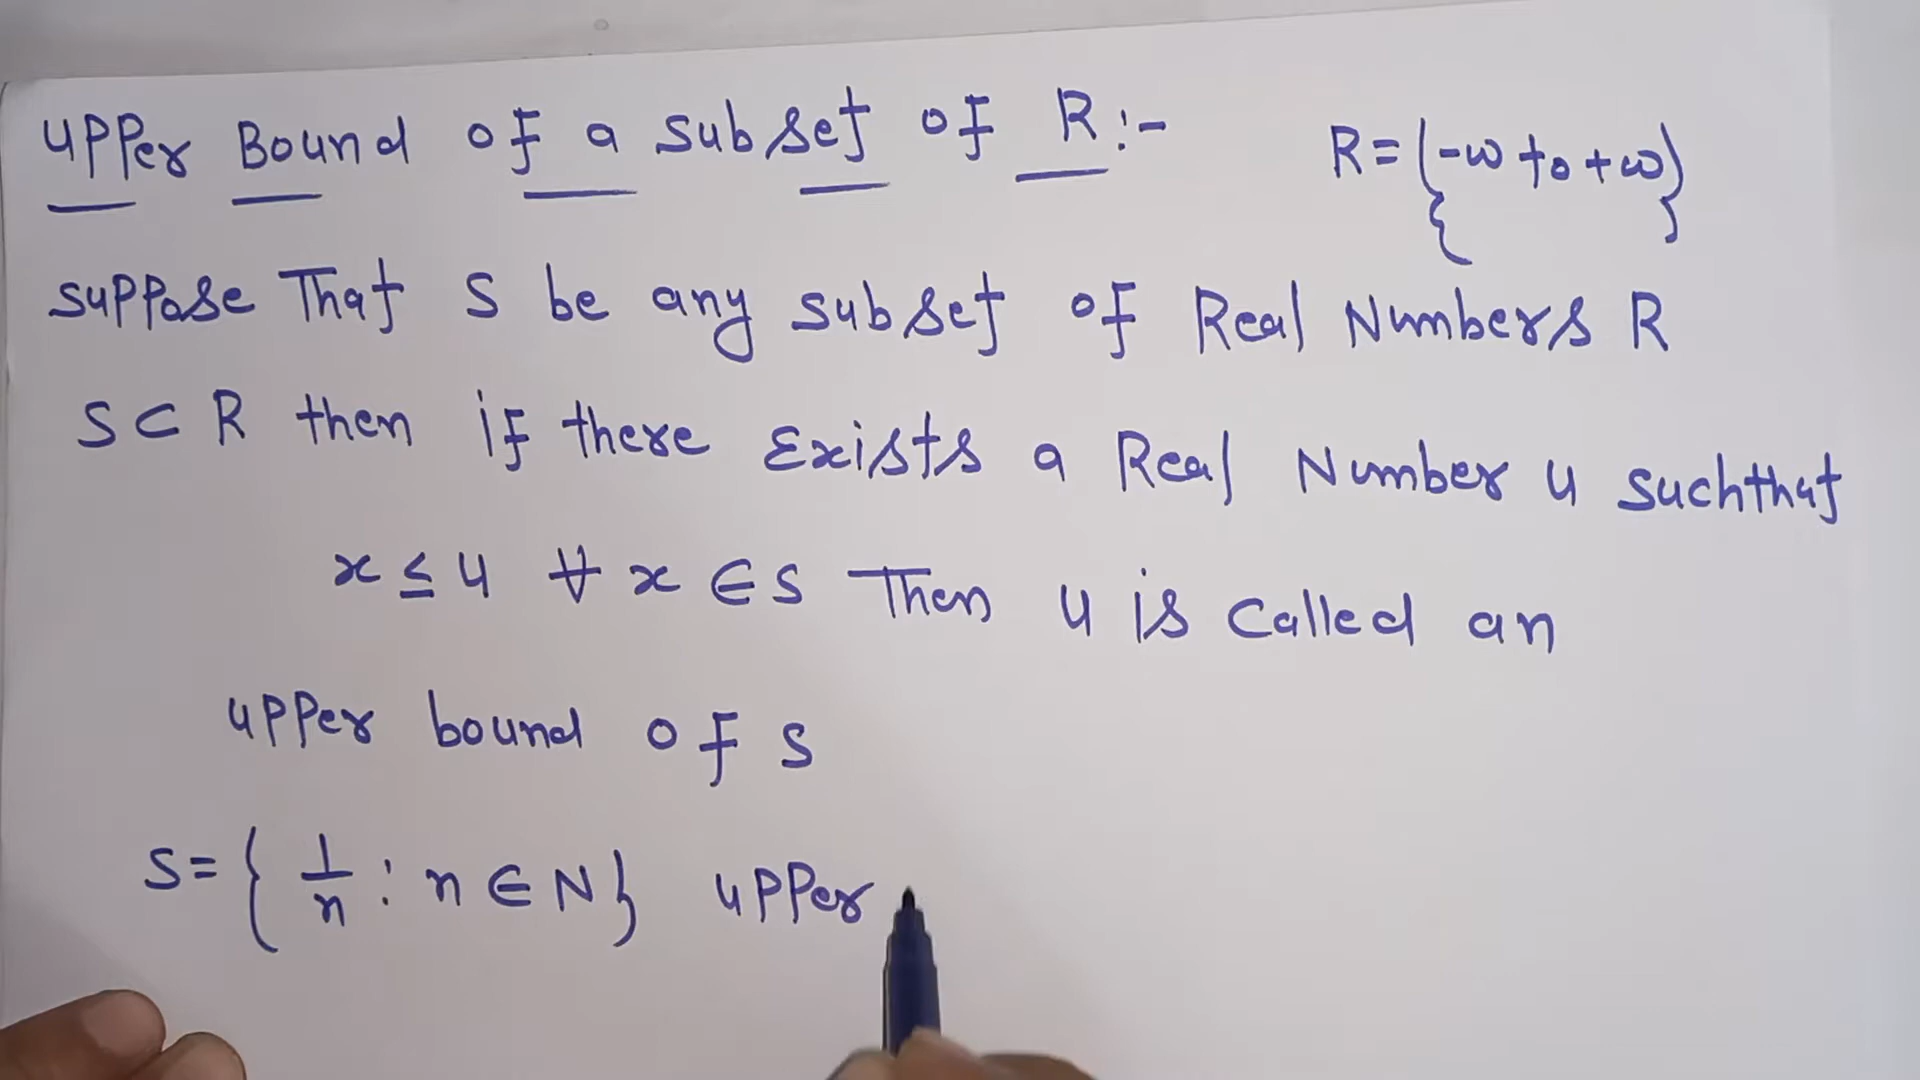 Upper Bound of a subset of R:-
R = (-∞ to +∞)
{ }
suppose That S be any subset of Real Numbers R
S ⊂ R then if there Exists a Real Number u suchthat
x ≤ u ∀ x ∈ S Then u is called an
upper bound of S
S = { 1/n : n ∈ N } upper